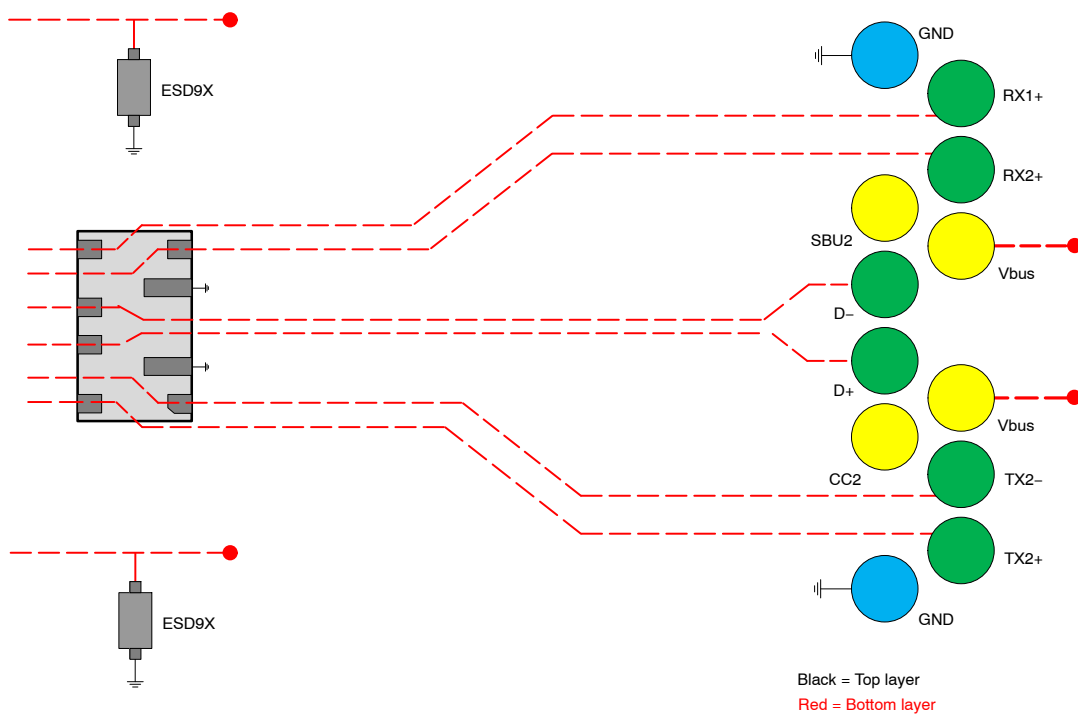 GND
ESD9X
RX1+
RX2+
SBU2
Vbus
D−
D+
Vbus
CC2
TX2−
TX2+
ESD9X
GND
Black = Top layer
Red = Bottom layer